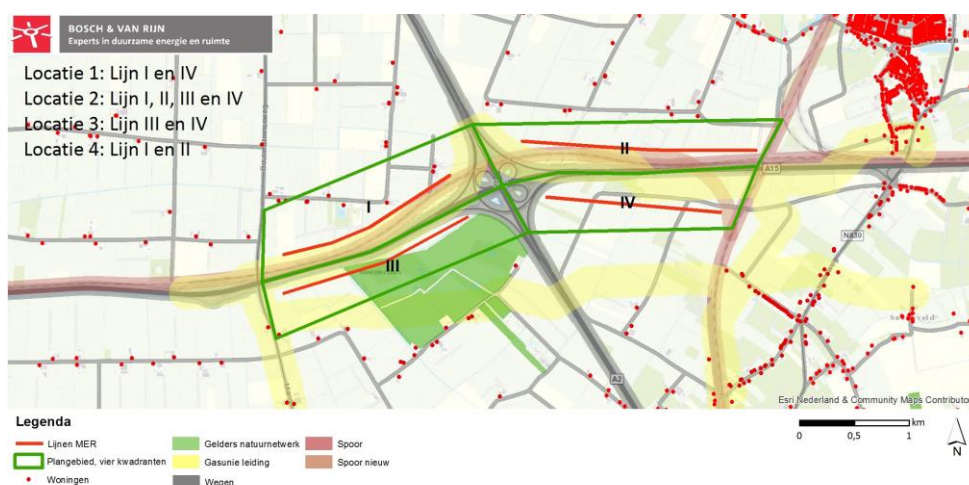 BOSCH & VAN RIJN
Experts in duurzame energie en ruimte
Locatie 1: Lijn I en IV
Locatie 2: Lijn I, II, III en IV
Locatie 3: Lijn III en IV
Locatie 4: Lijn I en II
II
A15
I
IV
III
N830
A2
Esri Nederland & Community Maps Contributo
Legenda
Lijnen MER
Plangebied, vier kwadranten
Woningen
Gelders natuurnetwerk
Gasunie leiding
Wegen
Spoor
Spoor nieuw
0 0,5 1
km
N